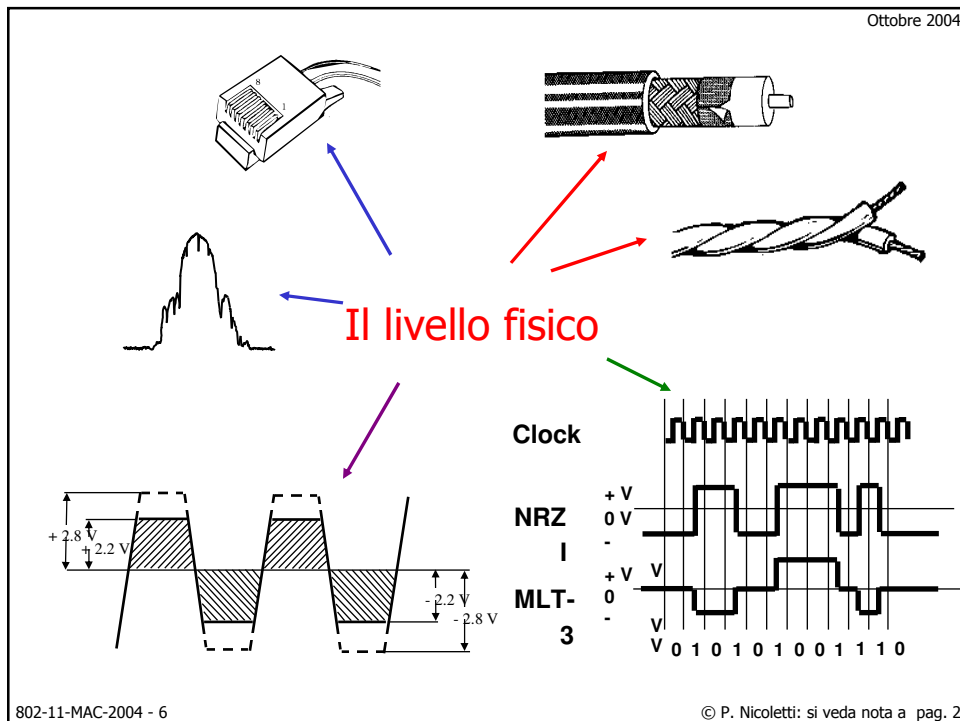 Ottobre 2004
8
1
Il livello fisico
Clock
+ V
0 V
-
V
NRZ
I
+ V
0
-
V
V
MLT-
3
0 1 0 1 0 1 0 0 1 1 1 0
+ 2.8 V
+ 2.2 V
- 2.2 V
- 2.8 V
802-11-MAC-2004 - 6
© P. Nicoletti: si veda nota a pag. 2